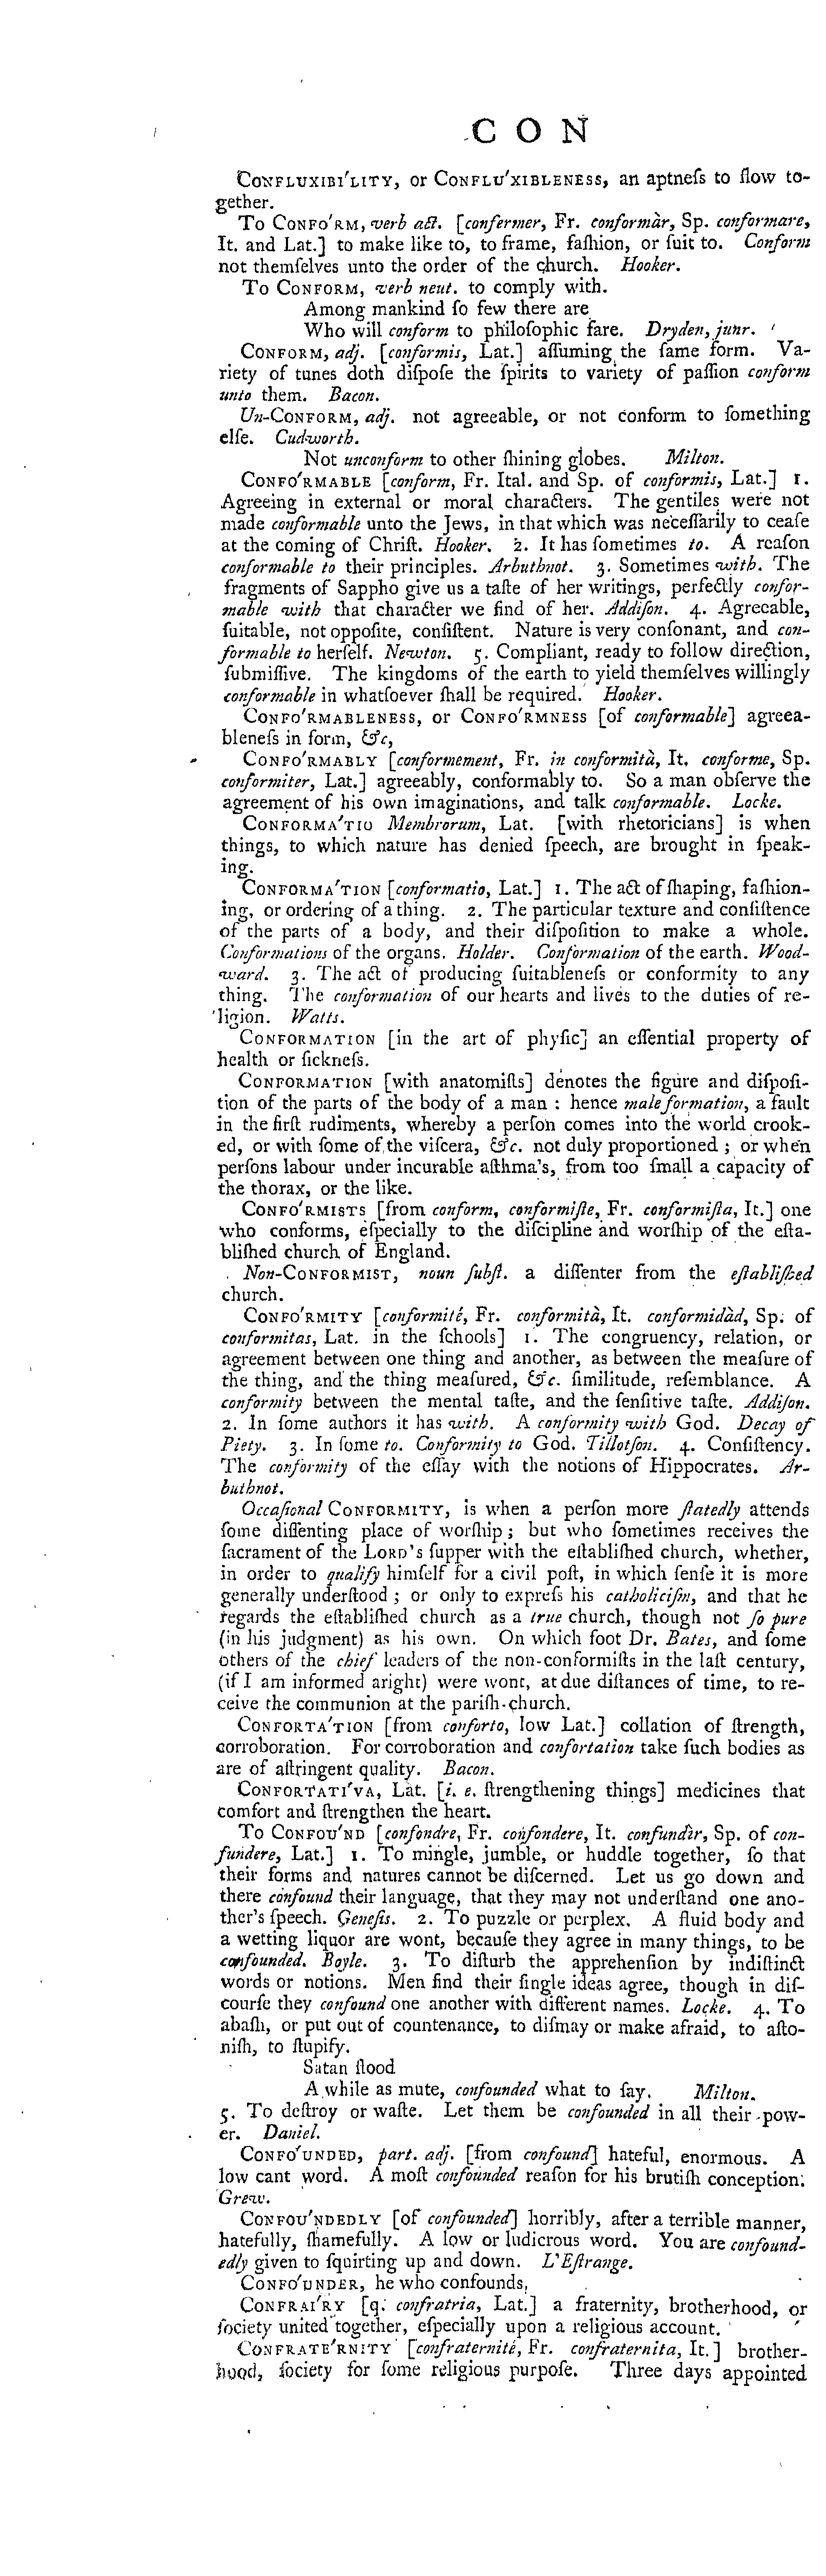 CON
CONFLUXIBI'LITY, or CONFLU'XIBLENESS, an aptneſs to flow to-
gether.
To CONFO'RM, verb act. [confermer, Fr. conformàr, Sp. conformare,
It. and Lat.] to make like to, to frame, faſhion, or ſuit to. Conform
not themſelves unto the order of the church. Hooker.
To CONFORM, verb neut. to comply with.
Among mankind ſo few there are
Who will conform to philoſophic fare. Dryden, junr.
CONFORM, adj. [conformis, Lat.] aſſuming the ſame form. Va-
riety of tunes doth diſpoſe the ſpirits to variety of paſſion conform
unto them. Bacon.
Un-CONFORM, adj. not agreeable, or not conform to ſomething
elſe. Cudworth.
Not unconform to other ſhining globes. Milton.
CONFO'RMABLE [conform, Fr. Ital. and Sp. of conformis, Lat.] 1.
Agreeing in external or moral characters. The gentiles were not
made conformable unto the Jews, in that which was neceſſarily to ceaſe
at the coming of Chriſt. Hooker. 2. It has ſometimes to. A reaſon
conformable to their principles. Arbuthnot. 3. Sometimes with. The
fragments of Sappho give us a taſte of her writings, perfectly confor-
mable with that character we find of her. Addiſon. 4. Agreeable,
ſuitable, not oppoſite, conſiſtent. Nature is very conſonant, and con-
formable to herſelf. Newton. 5. Compliant, ready to follow direction,
ſubmiſſive. The kingdoms of the earth to yield themſelves willingly
conformable in whatſoever ſhall be required. Hooker.
CONFO'RMABLENESS, or CONFO'RMNESS [of conformable] agreea-
bleneſs in form, &c,
CONFO'RMABLY [conformement, Fr. in conformità, It. conforme, Sp.
conformiter, Lat.] agreeably, conformably to. So a man obſerve the
agreement of his own imaginations, and talk conformable. Locke.
CONFORMA'TIO Membrorum, Lat. [with rhetoricians] is when
things, to which nature has denied ſpeech, are brought in ſpeak-
ing.
CONFORMA'TION [conformatio, Lat.] 1. The act of ſhaping, faſhion-
ing, or ordering of a thing. 2. The particular texture and conſiſtence
of the parts of a body, and their diſpoſition to make a whole.
Conformations of the organs. Holder. Conformation of the earth. Wood-
ward. 3. The act of producing ſuitableneſs or conformity to any
thing. The conformation of our hearts and lives to the duties of re-
ligion. Watts.
CONFORMATION [in the art of phyſic] an eſſential property of
health or ſickneſs.
CONFORMATION [with anatomiſts] denotes the figure and diſpoſi-
tion of the parts of the body of a man : hence male formation, a fault
in the firſt rudiments, whereby a perſon comes into the world crook-
ed, or with ſome of the viſcera, &c. not duly proportioned ; or when
perſons labour under incurable aſthma's, from too ſmall a capacity of
the thorax, or the like.
CONFO'RMISTS [from conform, conformiſte, Fr. conformiſta, It.] one
who conforms, eſpecially to the diſcipline and worſhip of the eſta-
bliſhed church of England.
Non-CONFORMIST, noun ſubſt. a diſſenter from the eſtabliſhed
church.
CONFO'RMITY [conformité, Fr. conformità, It. conformidàd, Sp. of
conformitas, Lat. in the ſchools] 1. The congruency, relation, or
agreement between one thing and another, as between the meaſure of
the thing, and the thing meaſured, &c. ſimilitude, reſemblance. A
conformity between the mental taſte, and the ſenſitive taſte. Addiſon.
2. In ſome authors it has with. A conformity with God. Decay of
Piety. 3. In ſome to. Conformity to God. Tillotſon. 4. Conſiſtency.
The conformity of the eſſay with the notions of Hippocrates. Ar-
buthnot.
Occaſional CONFORMITY, is when a perſon more ſtatedly attends
ſome diſſenting place of worſhip ; but who ſometimes receives the
ſacrament of the LORD's ſupper with the eſtabliſhed church, whether,
in order to qualify himſelf for a civil poſt, in which ſenſe it is more
generally underſtood ; or only to expreſs his catholiciſm, and that he
regards the eſtabliſhed church as a true church, though not ſo pure
(in his judgment) as his own. On which foot Dr. Bates, and ſome
others of the chief leaders of the non-conformiſts in the laſt century,
(if I am informed aright) were wont, at due diſtances of time, to re-
ceive the communion at the pariſh-church.
CONFORTA'TION [from conforto, low Lat.] collation of ſtrength,
corroboration. For corroboration and confortation take ſuch bodies as
are of aſtringent quality. Bacon.
CONFORTATI'VA, Lat. [i. e. ſtrengthening things] medicines that
comfort and ſtrengthen the heart.
To CONFOU'ND [confondre, Fr. confondere, It. confundìr, Sp. of con-
fundere, Lat.] 1. To mingle, jumble, or huddle together, ſo that
their forms and natures cannot be diſcerned. Let us go down and
there confound their language, that they may not underſtand one ano-
ther's ſpeech. Geneſis. 2. To puzzle or perplex. A fluid body and
a wetting liquor are wont, becauſe they agree in many things, to be
confounded. Boyle. 3. To diſturb the apprehenſion by indiſtinct
words or notions. Men find their ſingle ideas agree, though in diſ-
courſe they confound one another with different names. Locke. 4. To
abaſh, or put out of countenance, to diſmay or make afraid, to aſto-
niſh, to ſtupify.
Satan ſtood
A while as mute, confounded what to ſay. Milton.
5. To deſtroy or waſte. Let them be confounded in all their pow-
er. Daniel.
CONFO'UNDED, part. adj. [from confound] hateful, enormous. A
low cant word. A moſt confounded reaſon for his brutiſh conception.
Grew.
CONFOU'NDEDLY [of confounded] horribly, after a terrible manner,
hatefully, ſhamefully. A low or ludicrous word. You are confound-
edly given to ſquirting up and down. L'Eſtrange.
CONFO'UNDER, he who confounds,
CONFRAI'RY [q. confratria, Lat.] a fraternity, brotherhood, or
ſociety united together, eſpecially upon a religious account.
CONFRATE'RNITY [confraternité, Fr. confraternita, It.] brother-
hood, ſociety for ſome religious purpoſe. Three days appointed